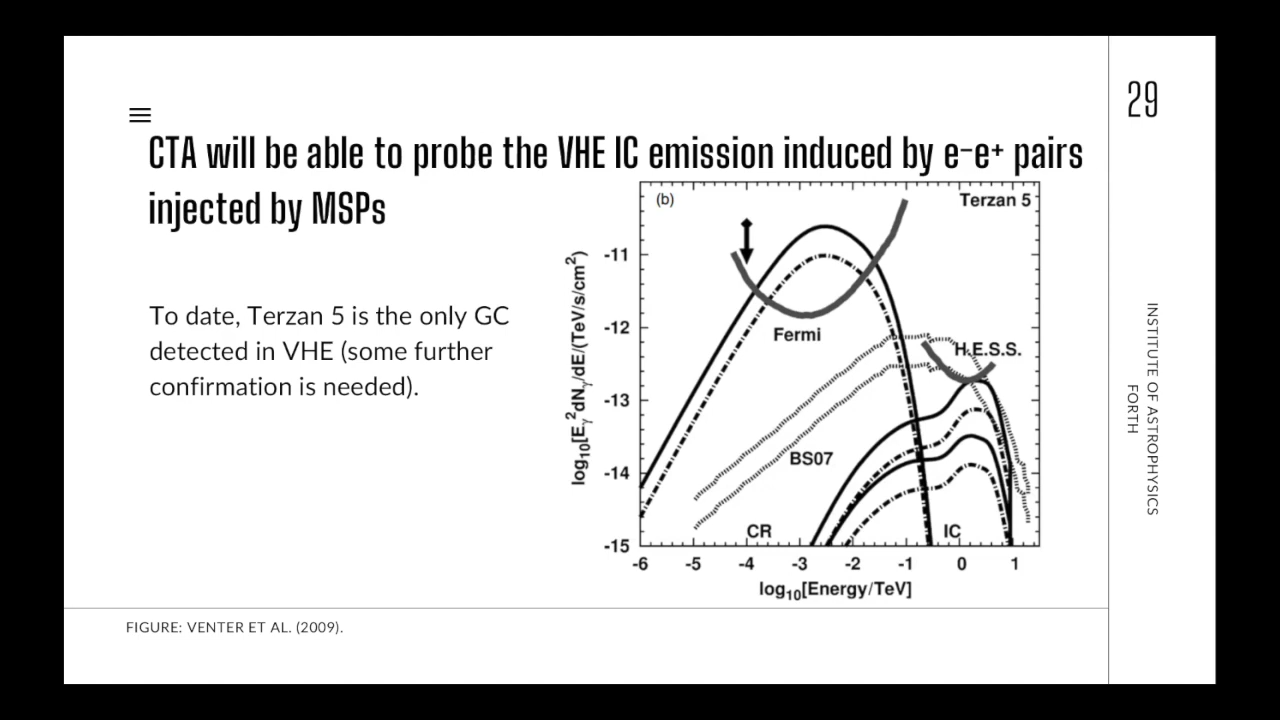 29
CTA will be able to probe the VHE IC emission induced by e−e+ pairs
injected by MSPs
To date, Terzan 5 is the only GC
detected in VHE (some further
confirmation is needed).
(b)
Terzan 5
log10[Eγ2dNγ/dE/(TeV/s/cm2)
-11
-12
-13
-14
-15
Fermi
H.E.S.S.
BS07
CR
IC
-6 -5 -4 -3 -2 -1 0 1
log10[Energy/TeV]
INSTITUTE OF ASTROPHYSICS
FORTH
FIGURE: VENTER ET AL. (2009).